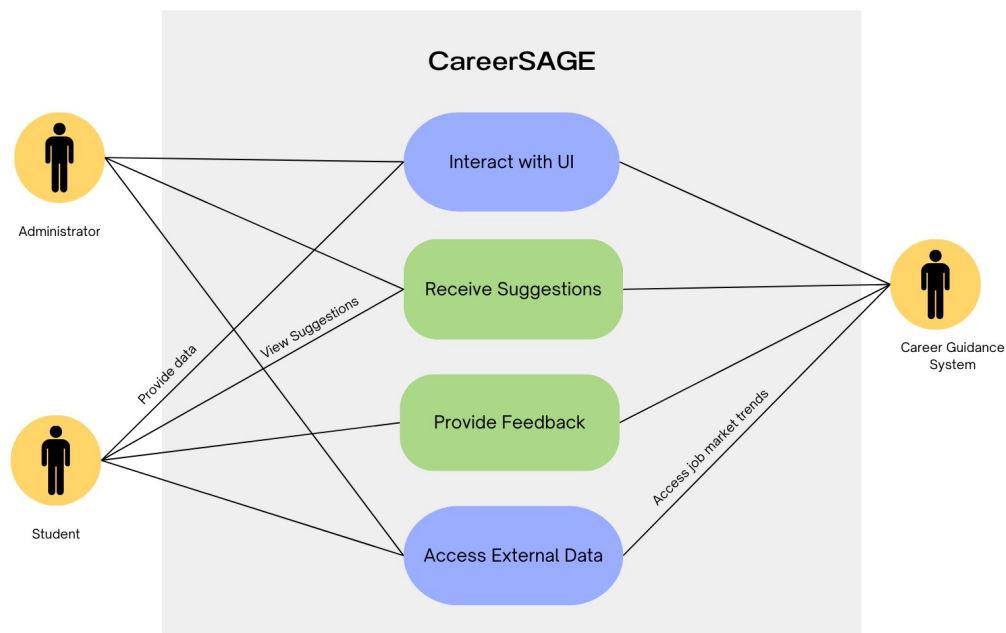 CareerSAGE
Interact with UI
Administrator
Receive Suggestions
View Suggestions
Provide data
Career Guidance
System
Provide Feedback
Access job market trends
Student
Access External Data